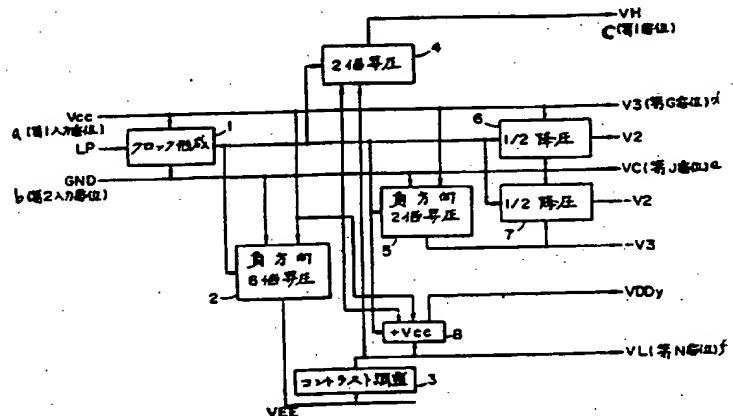 VH
C(第1電位)
4
2倍昇圧
Vcc
a(第1入力電位)
1
V3(第G電位)d
6
LP
クロック形成
1/2 降圧
V2
GND
b(第2入力電位)
VC(第J電位)e
負方向
2倍昇圧
5
1/2 降圧
7
-V2
-V3
負方向
6倍昇圧
2
VDDy
+Vcc
8
VL(第N電位)f
コントラスト調整
3
VEE